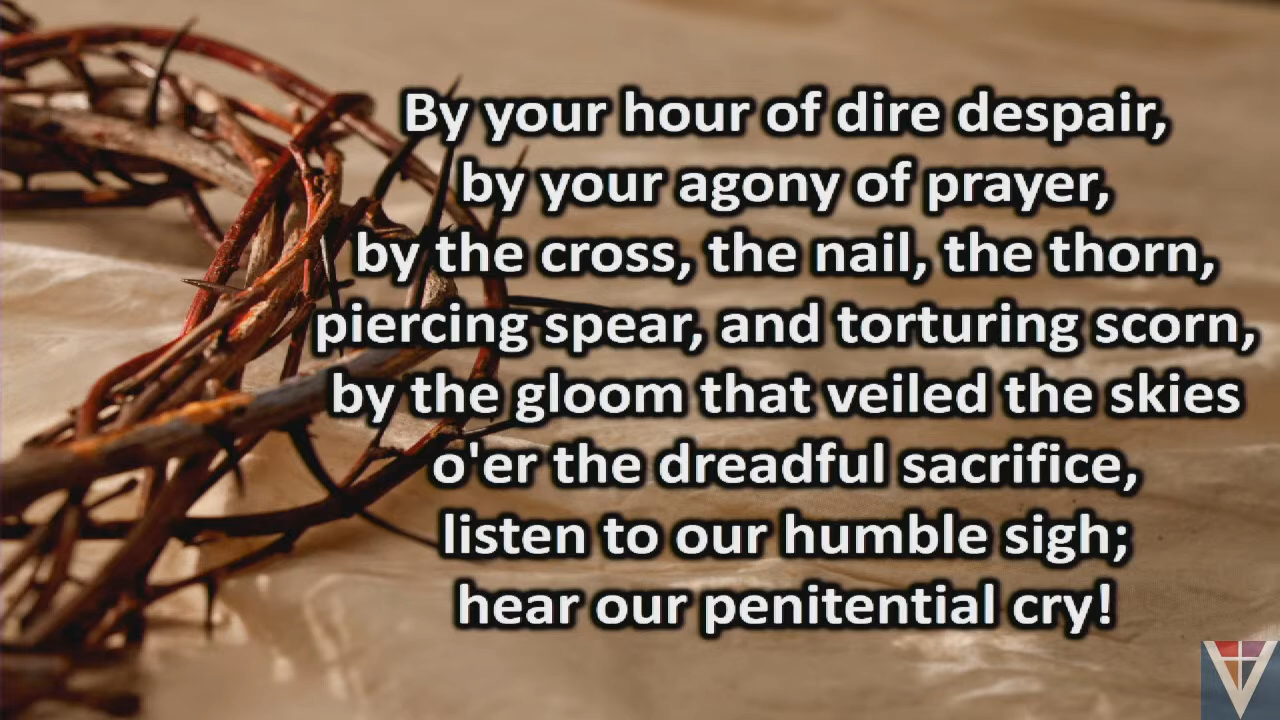 By your hour of dire despair,
by your agony of prayer,
by the cross, the nail, the thorn,
piercing spear, and torturing scorn,
by the gloom that veiled the skies
o'er the dreadful sacrifice,
listen to our humble sigh;
hear our penitential cry!